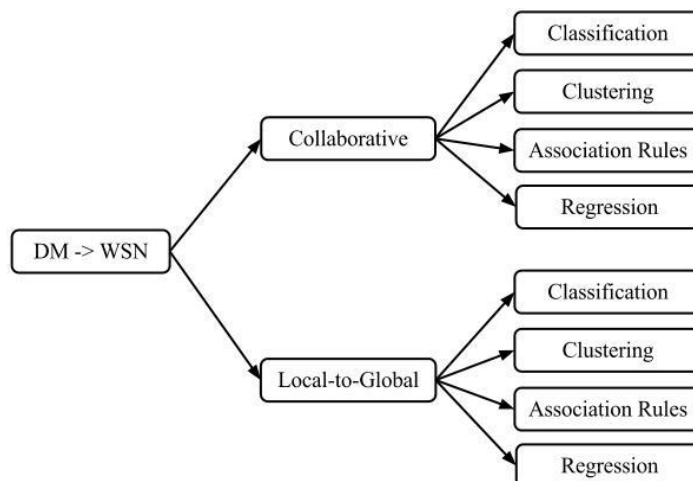 DM -> WSN
Collaborative
Classification
Clustering
Association Rules
Regression
Local-to-Global
Classification
Clustering
Association Rules
Regression